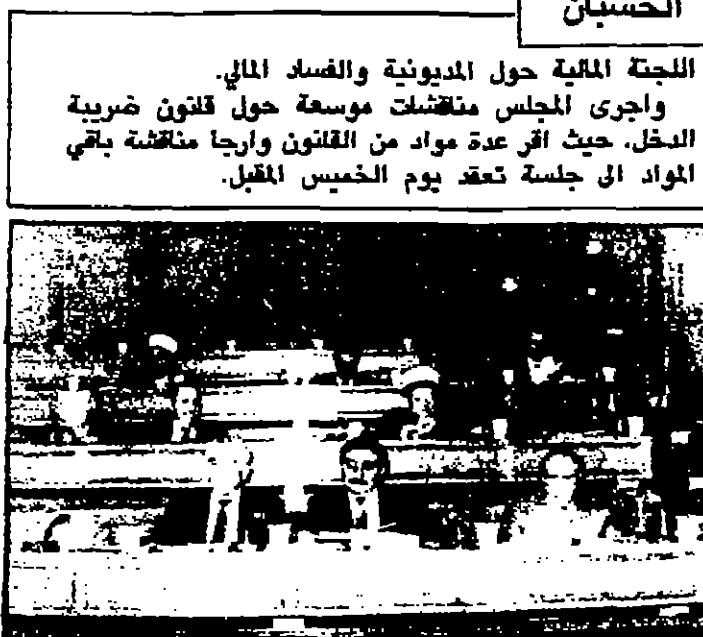 الحسبان
اللجنة المالية حول المديونية والفساد المالي.
واجرى المجلس مناقشات موسعة حول قانون ضريبة
الدخل. حيث اقر عدة مواد من القانون وارجا مناقشة باقي
المواد الى جلسة تعقد يوم الخميس المقبل.